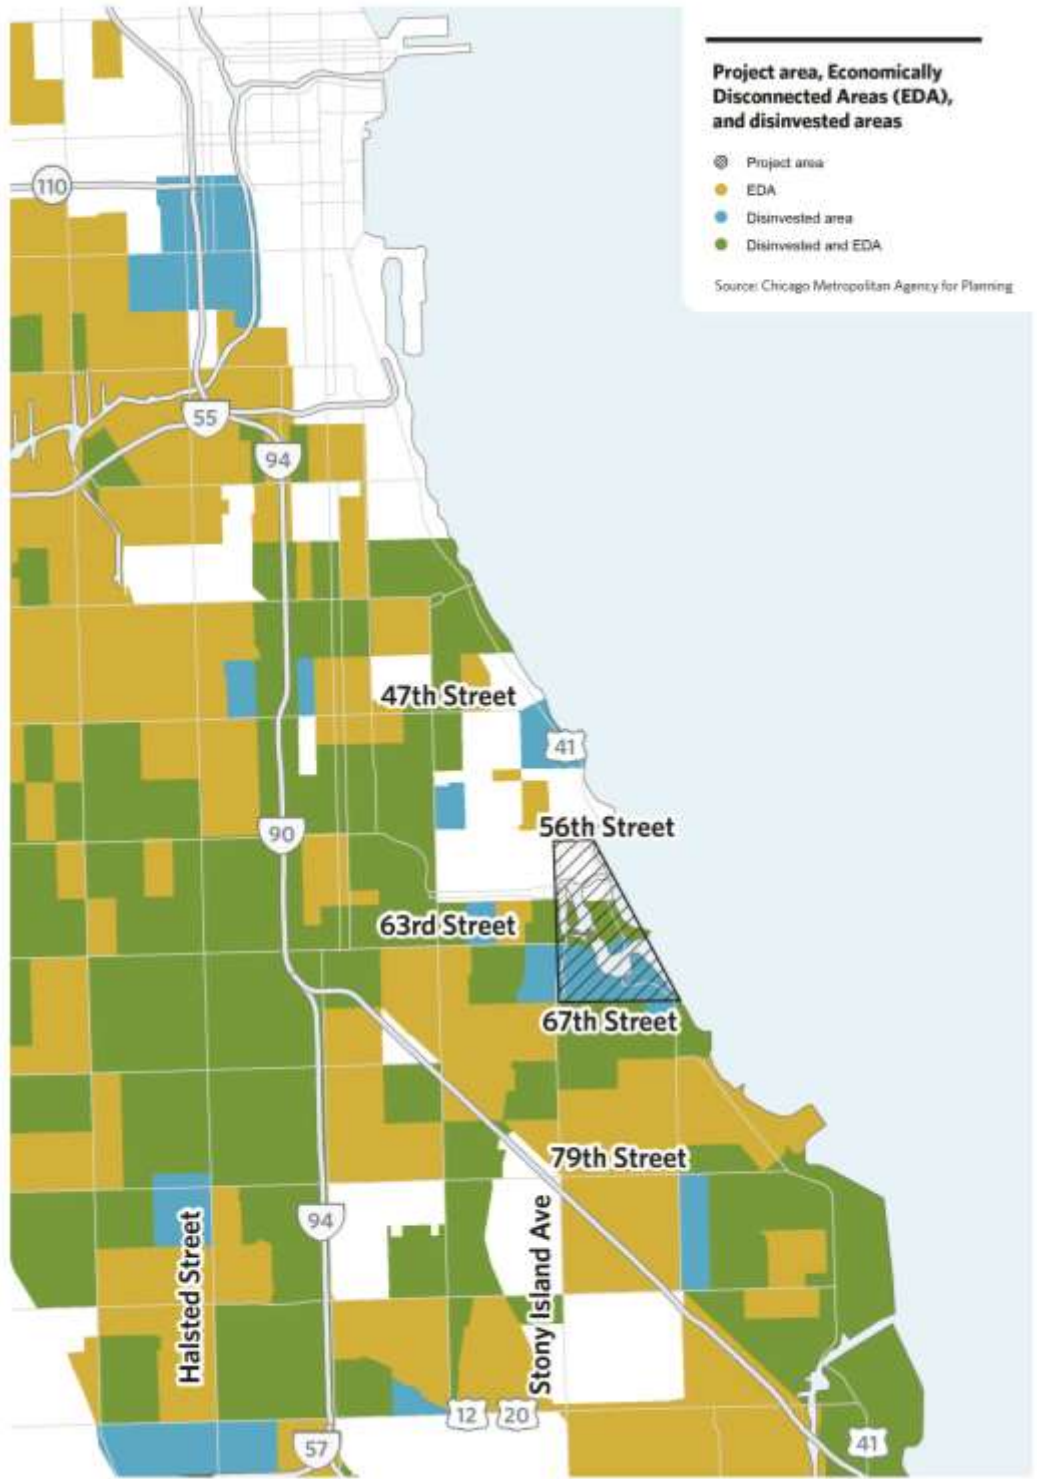 Project area, Economically
Disconnected Areas (EDA),
and disinvested areas
Project area
EDA
Disinvested area
Disinvested and EDA
Source: Chicago Metropolitan Agency for Planning
110
55
94
47th Street
41
56th Street
90
63rd Street
67th Street
79th Street
94
Halsted Street
Stony Island Ave
12
20
41
57